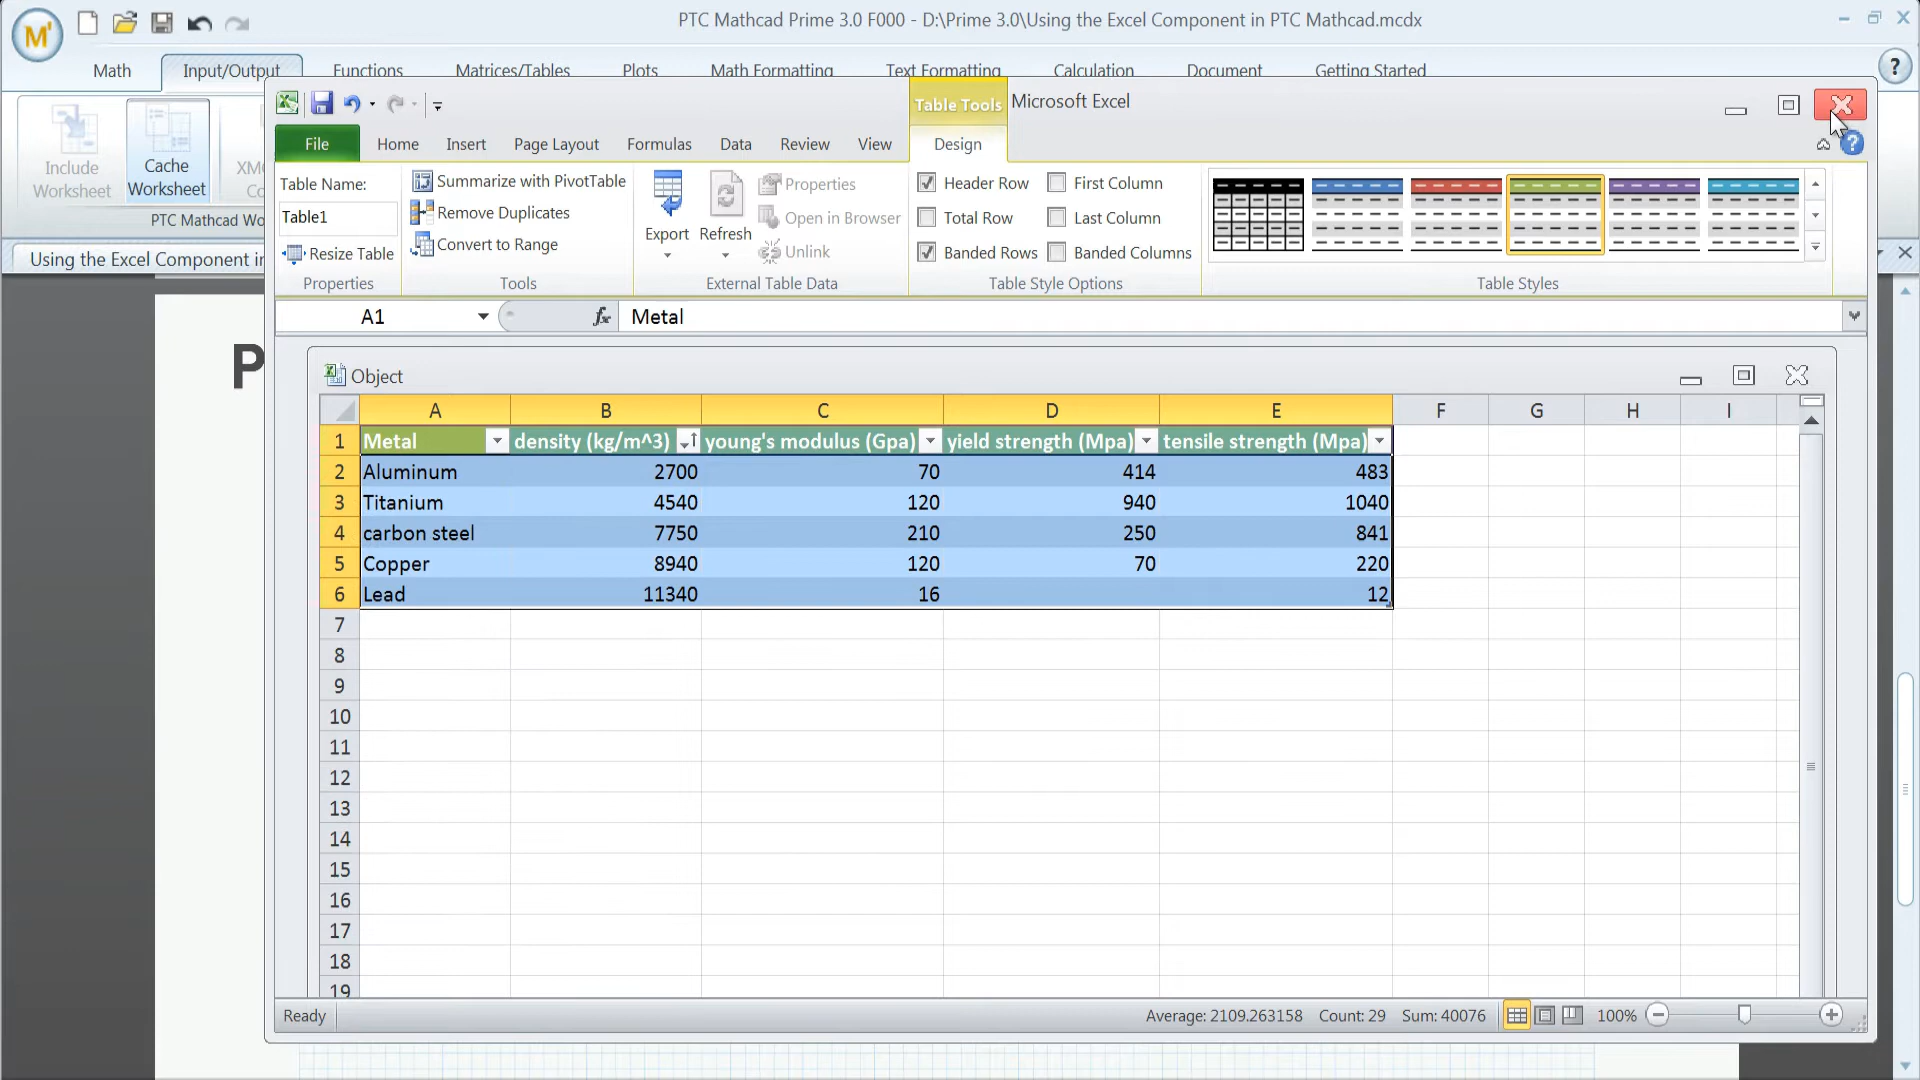 PTC Mathcad Prime 3.0 F000 - D:\Prime 3.0\Using the Excel Component in PTC Mathcad.mcdx
Math Input/Output Functions Matrices/Tables Plots Math Formatting Text Formatting Calculation Document Getting Started
Include Worksheet
Cache Worksheet
PTC Mathcad Wo
Using the Excel Component in
P
Table Tools Microsoft Excel
File Home Insert Page Layout Formulas Data Review View Design
Table Name:
Table1
Resize Table
Properties
Summarize with PivotTable
Remove Duplicates
Convert to Range
Tools
Export
Refresh
Properties
Open in Browser
Unlink
External Table Data
Header Row First Column
Total Row Last Column
Banded Rows Banded Columns
Table Style Options
Table Styles
A1 fx Metal
Object
A B C D E F G H I
1 Metal density (kg/m^3) young's modulus (Gpa) yield strength (Mpa) tensile strength (Mpa)
2 Aluminum 2700 70 414 483
3 Titanium 4540 120 940 1040
4 carbon steel 7750 210 250 841
5 Copper 8940 120 70 220
6 Lead 11340 16 12
7
8
9
10
11
12
13
14
15
16
17
18
19
Ready Average: 2109.263158 Count: 29 Sum: 40076 100%